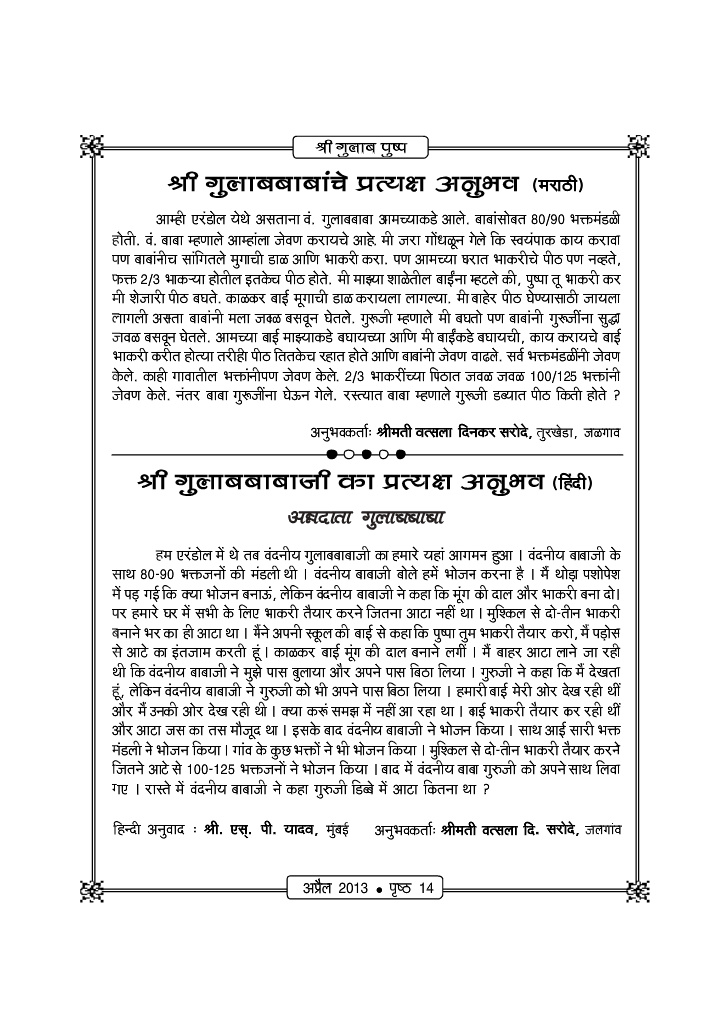 श्री गुलाब पुष्प
श्री गुलाबबाबांचे प्रत्यक्ष अनुभव (मराठी)
आम्ही एरंडोल येथे असताना वं. गुलाबबाबा आमच्याकडे आले. बाबांसोबत 80/90 भक्तमंडळी
होती. वं. बाबा म्हणाले आम्हांला जेवण करायचे आहे. मी जरा गोंधळून गेले कि स्वयंपाक काय करावा
पण बाबांनीच सांगितले मुगाची डाळ आणि भाकरी करा. पण आमच्या घरात भाकरीचे पीठ पण नव्हते,
फक्त 2/3 भाकऱ्या होतील इतकेच पीठ होते. मी माझ्या शाळेतील बाईंना म्हटले की, पुष्पा तू भाकरी कर
मी शेजारी पीठ बघते. काळकर बाई मूगाची डाळ करायला लागल्या. मी बाहेर पीठ घेण्यासाठी जायला
लागली असता बाबांनी मला जवळ बसवून घेतले. गुरूजी म्हणाले मी बघतो पण बाबांनी गुरूजींना सुद्धा
जवळ बसवून घेतले. आमच्या बाई माझ्याकडे बघायच्या आणि मी बाईंकडे बघायची, काय करायचे बाई
भाकरी करीत होत्या तरीही पीठ तितकेच रहात होते आणि बाबांनी जेवण वाढले. सर्व भक्तमंडळींनी जेवण
केले. काही गावातील भक्तांनीपण जेवण केले. 2/3 भाकरींच्या पिठात जवळ जवळ 100/125 भक्तांनी
जेवण केले. नंतर बाबा गुरूजींना घेऊन गेले. रस्त्यात बाबा म्हणाले गुरूजी डब्यात पीठ किती होते ?
अनुभवकर्ताः श्रीमती वत्सला दिनकर सरोदे, तुरखेडा, जळगाव
श्री गुलाबबाबाजी का प्रत्यक्ष अनुभव (हिंदी)
अन्नदाता गुलाबबाबा
हम एरंडोल में थे तब वंदनीय गुलाबबाबाजी का हमारे यहां आगमन हुआ । वंदनीय बाबाजी के
साथ 80-90 भक्तजनों की मंडली थी । वंदनीय बाबाजी बोले हमें भोजन करना है । मैं थोड़ा पशोपेश
में पड़ गई कि क्या भोजन बनाऊं, लेकिन वंदनीय बाबाजी ने कहा कि मूंग की दाल और भाकरी बना दो।
पर हमारे घर में सभी के लिए भाकरी तैयार करने जितना आटा नहीं था । मुश्किल से दो-तीन भाकरी
बनाने भर का ही आटा था । मैंने अपनी स्कूल की बाई से कहा कि पुष्पा तुम भाकरी तैयार करो, मैं पड़ोस
से आटे का इंतजाम करती हूं । काळकर बाई मूंग की दाल बनाने लगीं । मैं बाहर आटा लाने जा रही
थी कि वंदनीय बाबाजी ने मुझे पास बुलाया और अपने पास बिठा लिया । गुरुजी ने कहा कि मैं देखता
हूं, लेकिन वंदनीय बाबाजी ने गुरुजी को भी अपने पास बिठा लिया । हमारी बाई मेरी ओर देख रही थीं
और मैं उनकी ओर देख रही थी । क्या करूं समझ में नहीं आ रहा था । बाई भाकरी तैयार कर रही थीं
और आटा जस का तस मौजूद था । इसके बाद वंदनीय बाबाजी ने भोजन किया । साथ आई सारी भक्त
मंडली ने भोजन किया । गांव के कुछ भक्तों ने भी भोजन किया । मुश्किल से दो-तीन भाकरी तैयार करने
जितने आटे से 100-125 भक्तजनों ने भोजन किया । बाद में वंदनीय बाबा गुरुजी को अपने साथ लिवा
गए । रास्ते में वंदनीय बाबाजी ने कहा गुरुजी डिब्बे में आटा कितना था ?
हिन्दी अनुवाद : श्री. एस्. पी. यादव, मुंबई अनुभवकर्ताः श्रीमती वत्सला दि. सरोदे, जलगांव
अप्रैल 2013 ● पृष्ठ 14